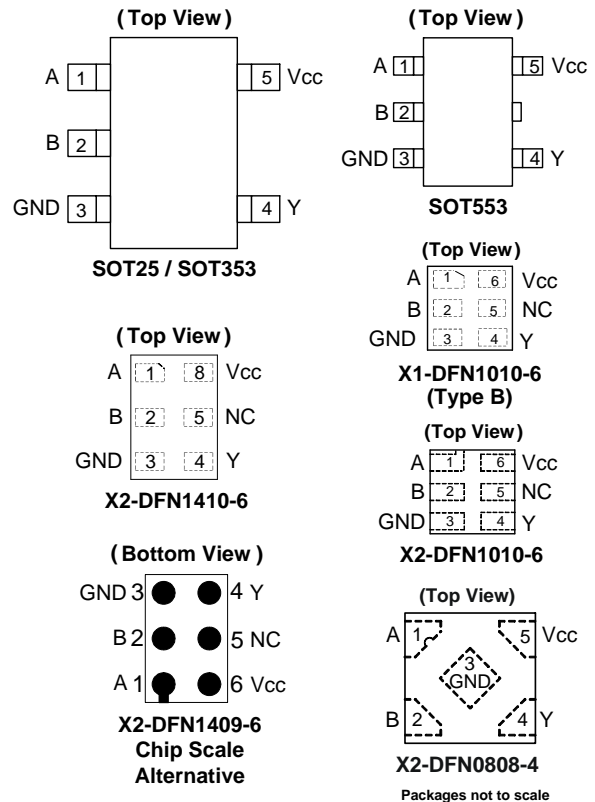 (Top View)
A 1 5 Vcc
B 2
GND 3 4 Y
SOT25 / SOT353
(Top View)
A 1 5 Vcc
B 2
GND 3 4 Y
SOT553
(Top View)
A 1 6 Vcc
B 2 5 NC
GND 3 4 Y
X1-DFN1010-6
(Type B)
(Top View)
A 1 8 Vcc
B 2 5 NC
GND 3 4 Y
X2-DFN1410-6
(Top View)
A 1 6 Vcc
B 2 5 NC
GND 3 4 Y
X2-DFN1010-6
(Bottom View)
GND 3 4 Y
B 2 5 NC
A 1 6 Vcc
X2-DFN1409-6
Chip Scale
Alternative
(Top View)
A 1 5 Vcc
3
GND
B 2 4 Y
X2-DFN0808-4
Packages not to scale